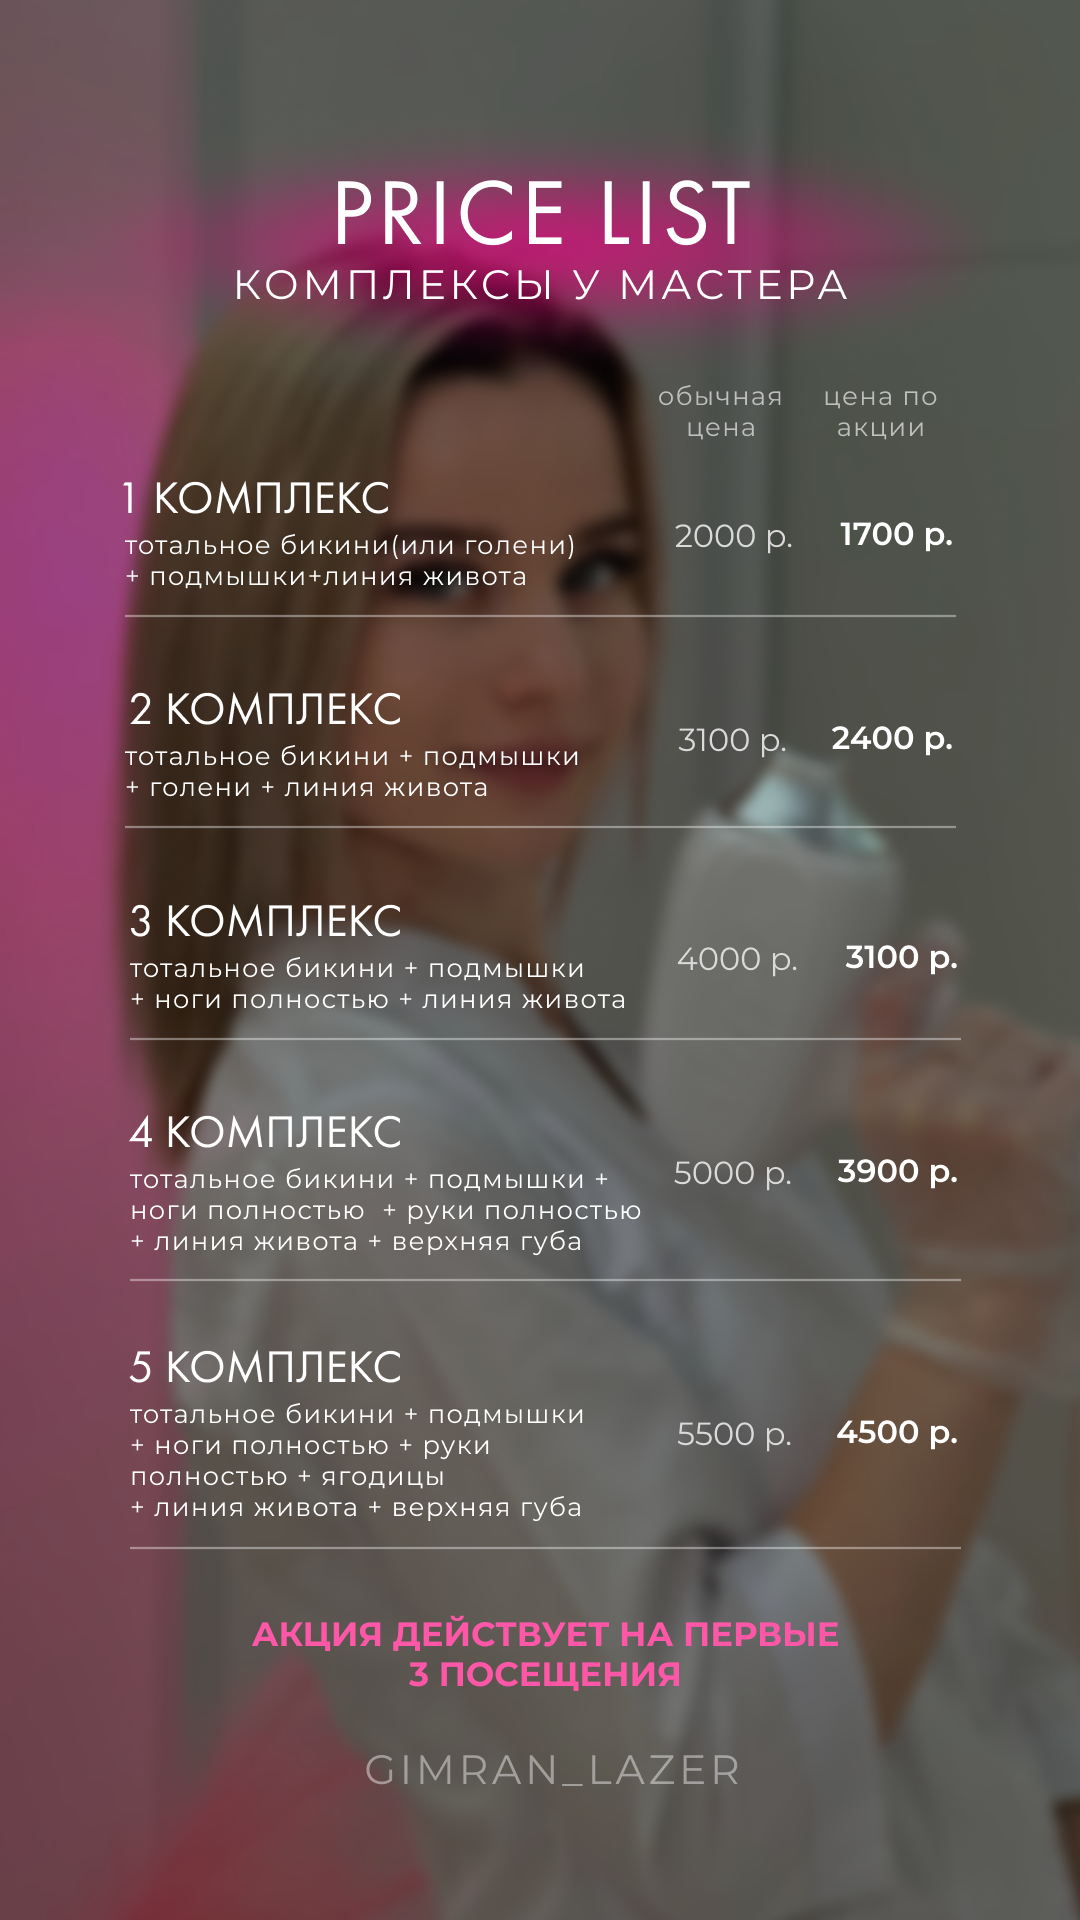 PRICE LIST
КОМПЛЕКСЫ У МАСТЕРА
обычная
цена
цена по
акции
1 КОМПЛЕКС
тотальное бикини(или голени)
+ подмышки+линия живота
2000 р.
1700 р.
2 КОМПЛЕКС
тотальное бикини + подмышки
+ голени + линия живота
3100 р.
2400 р.
3 КОМПЛЕКС
тотальное бикини + подмышки
+ ноги полностью + линия живота
4000 р.
3100 р.
4 КОМПЛЕКС
тотальное бикини + подмышки +
ноги полностью  + руки полностью
+ линия живота + верхняя губа
5000 р.
3900 р.
5 КОМПЛЕКС
тотальное бикини + подмышки
+ ноги полностью + руки
полностью + ягодицы
+ линия живота + верхняя губа
5500 р.
4500 р.
АКЦИЯ ДЕЙСТВУЕТ НА ПЕРВЫЕ
3 ПОСЕЩЕНИЯ
GIMRAN_LAZER